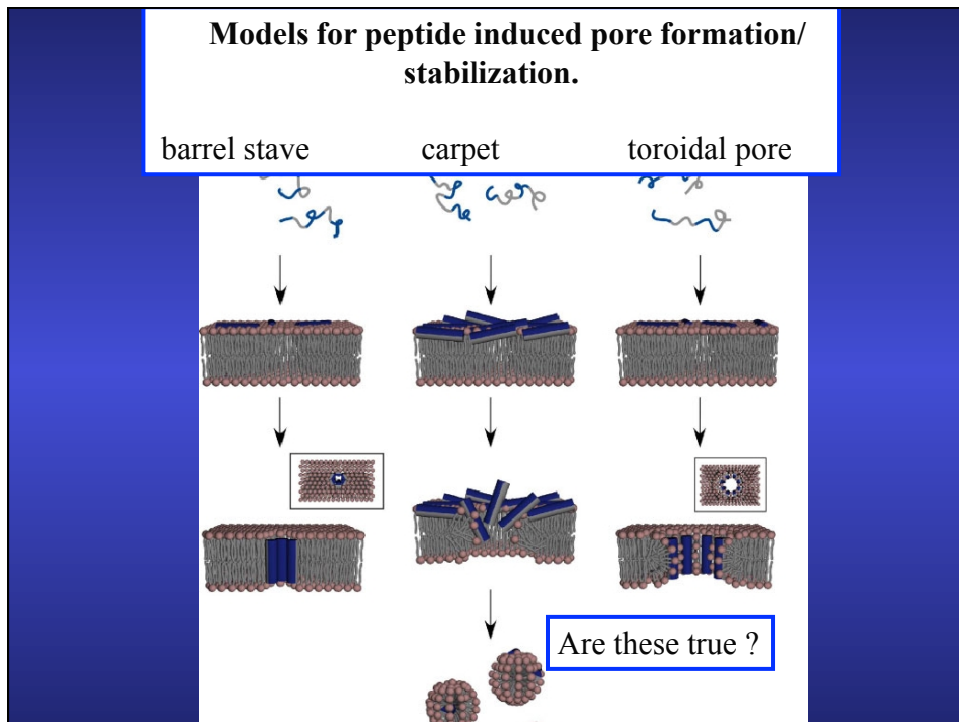 Models for peptide induced pore formation/
stabilization.
barrel stave carpet toroidal pore
Are these true ?